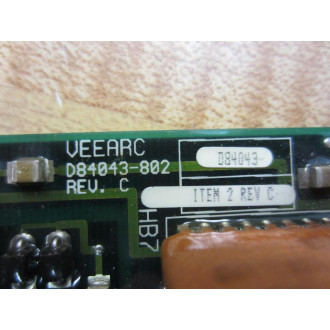 VEEARC
D84043-802
REV. C
D84043
ITEM 2 REV C
HB7